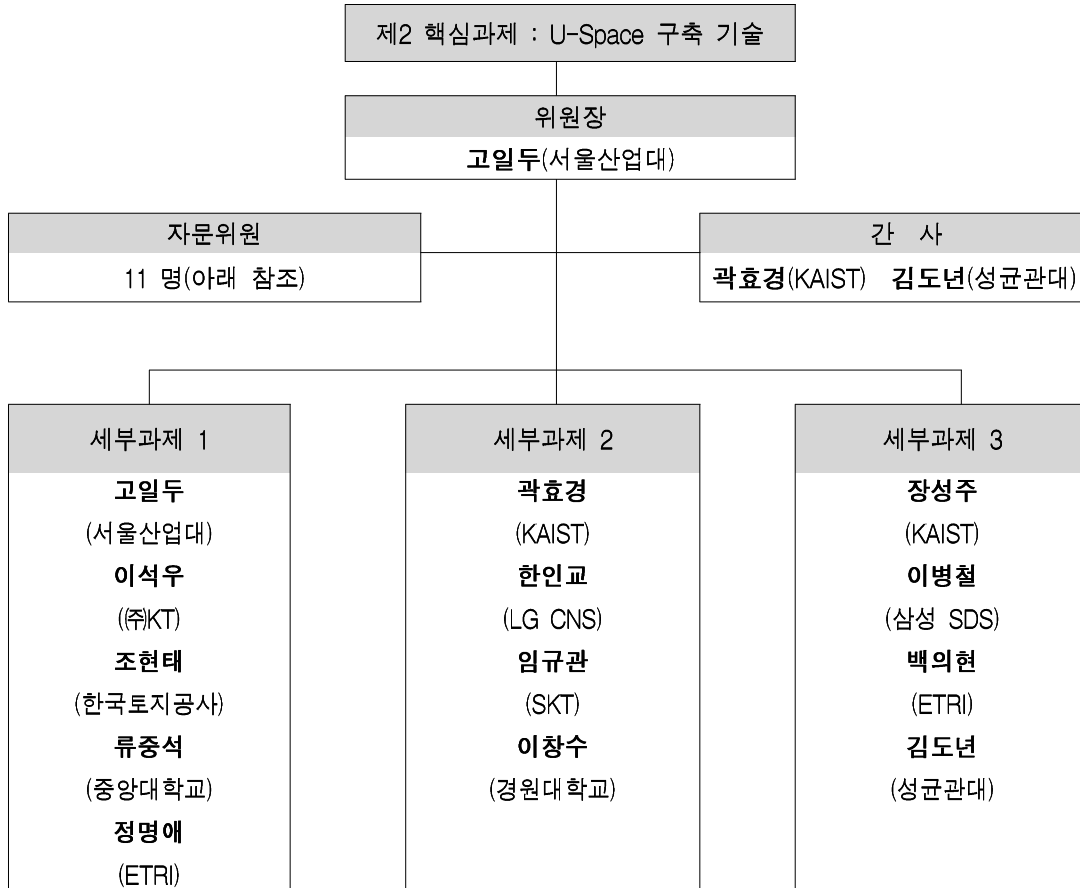 제2 핵심과제 : U-Space 구축 기술
위원장
고일두(서울산업대)
자문위원
11 명(아래 참조)
간 사
곽효경(KAIST) 김도년(성균관대)
세부과제 1
고일두
(서울산업대)
이석우
(㈜KT)
조현태
(한국토지공사)
류중석
(중앙대학교)
정명애
(ETRI)
세부과제 2
곽효경
(KAIST)
한인교
(LG CNS)
임규관
(SKT)
이창수
(경원대학교)
세부과제 3
장성주
(KAIST)
이병철
(삼성 SDS)
백의현
(ETRI)
김도년
(성균관대)